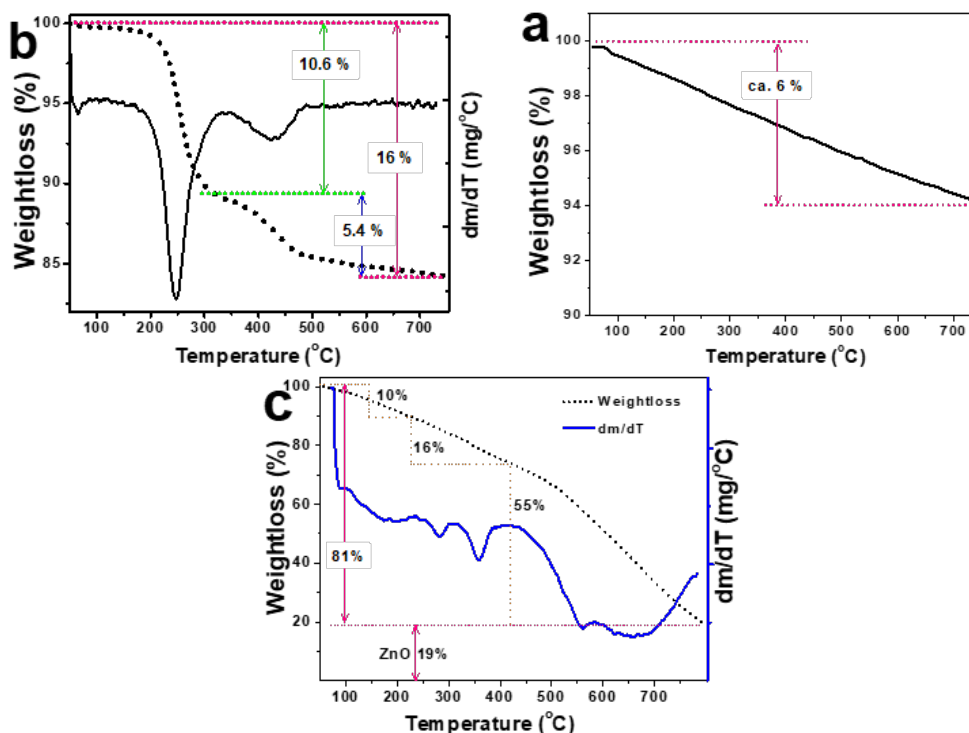 b
100
95
90
85
100 200 300 400 500 600 700
Weightloss (%)
dm/dT (mg/°C)
Temperature (°C)
10.6 %
16 %
5.4 %
a
100
98
96
94
92
90
100 200 300 400 500 600 700
Weightloss (%)
Temperature (°C)
ca. 6 %
c
100
80
60
40
20
100 200 300 400 500 600 700
Weightloss (%)
dm/dT (mg/°C)
Temperature (°C)
10%
16%
55%
81%
ZnO 19%
Weightloss
dm/dT